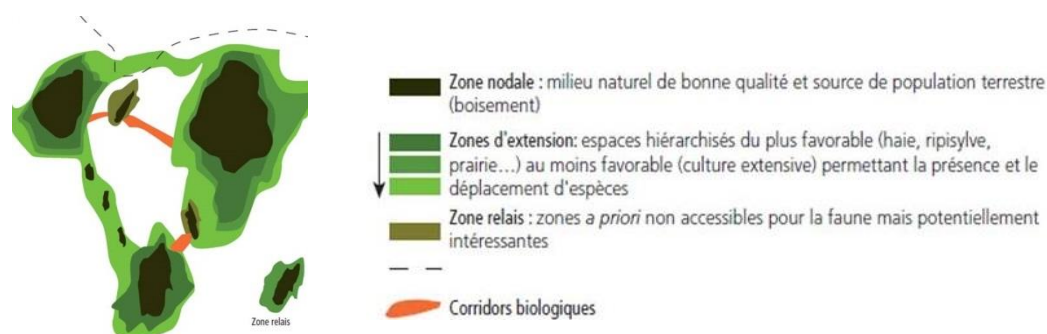 Zone nodale : milieu naturel de bonne qualité et source de population terrestre
(boisement)
Zones d'extension: espaces hiérarchisés du plus favorable (haie, ripisylve,
prairie…) au moins favorable (culture extensive) permettant la présence et le
déplacement d'espèces
Zone relais : zones a priori non accessibles pour la faune mais potentiellement
intéressantes
Corridors biologiques
Zone relais